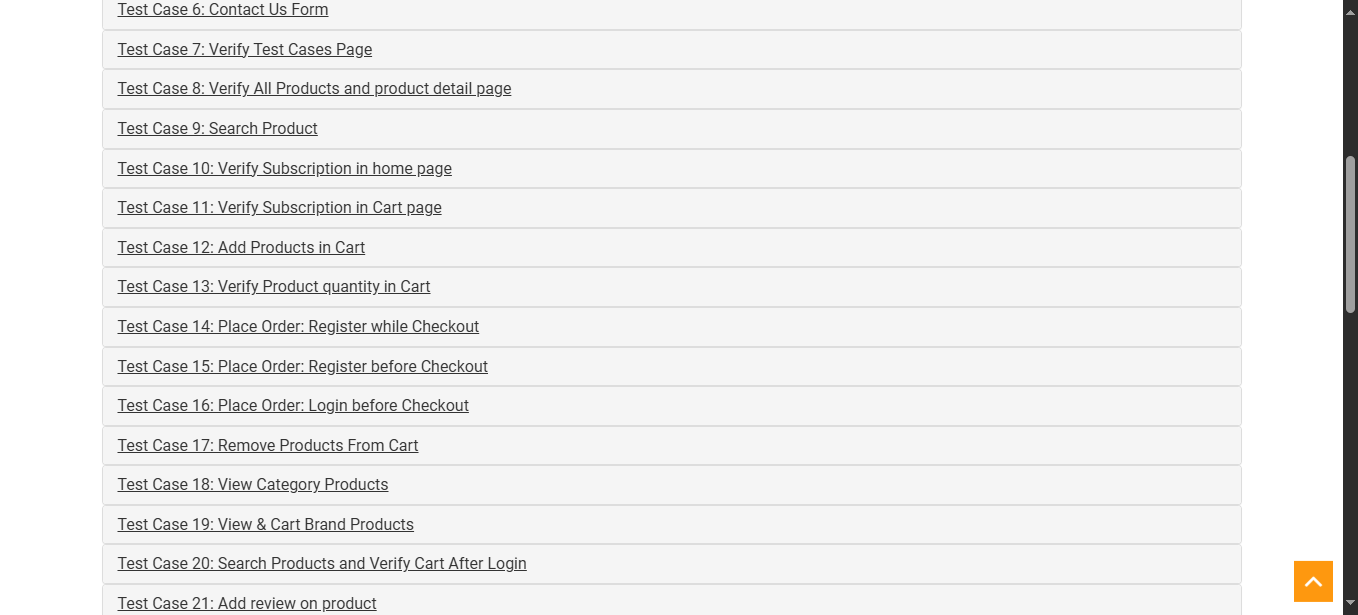 Test Case 6: Contact Us Form
Test Case 7: Verify Test Cases Page
Test Case 8: Verify All Products and product detail page
Test Case 9: Search Product
Test Case 10: Verify Subscription in home page
Test Case 11: Verify Subscription in Cart page
Test Case 12: Add Products in Cart
Test Case 13: Verify Product quantity in Cart
Test Case 14: Place Order: Register while Checkout
Test Case 15: Place Order: Register before Checkout
Test Case 16: Place Order: Login before Checkout
Test Case 17: Remove Products From Cart
Test Case 18: View Category Products
Test Case 19: View & Cart Brand Products
Test Case 20: Search Products and Verify Cart After Login
Test Case 21: Add review on product